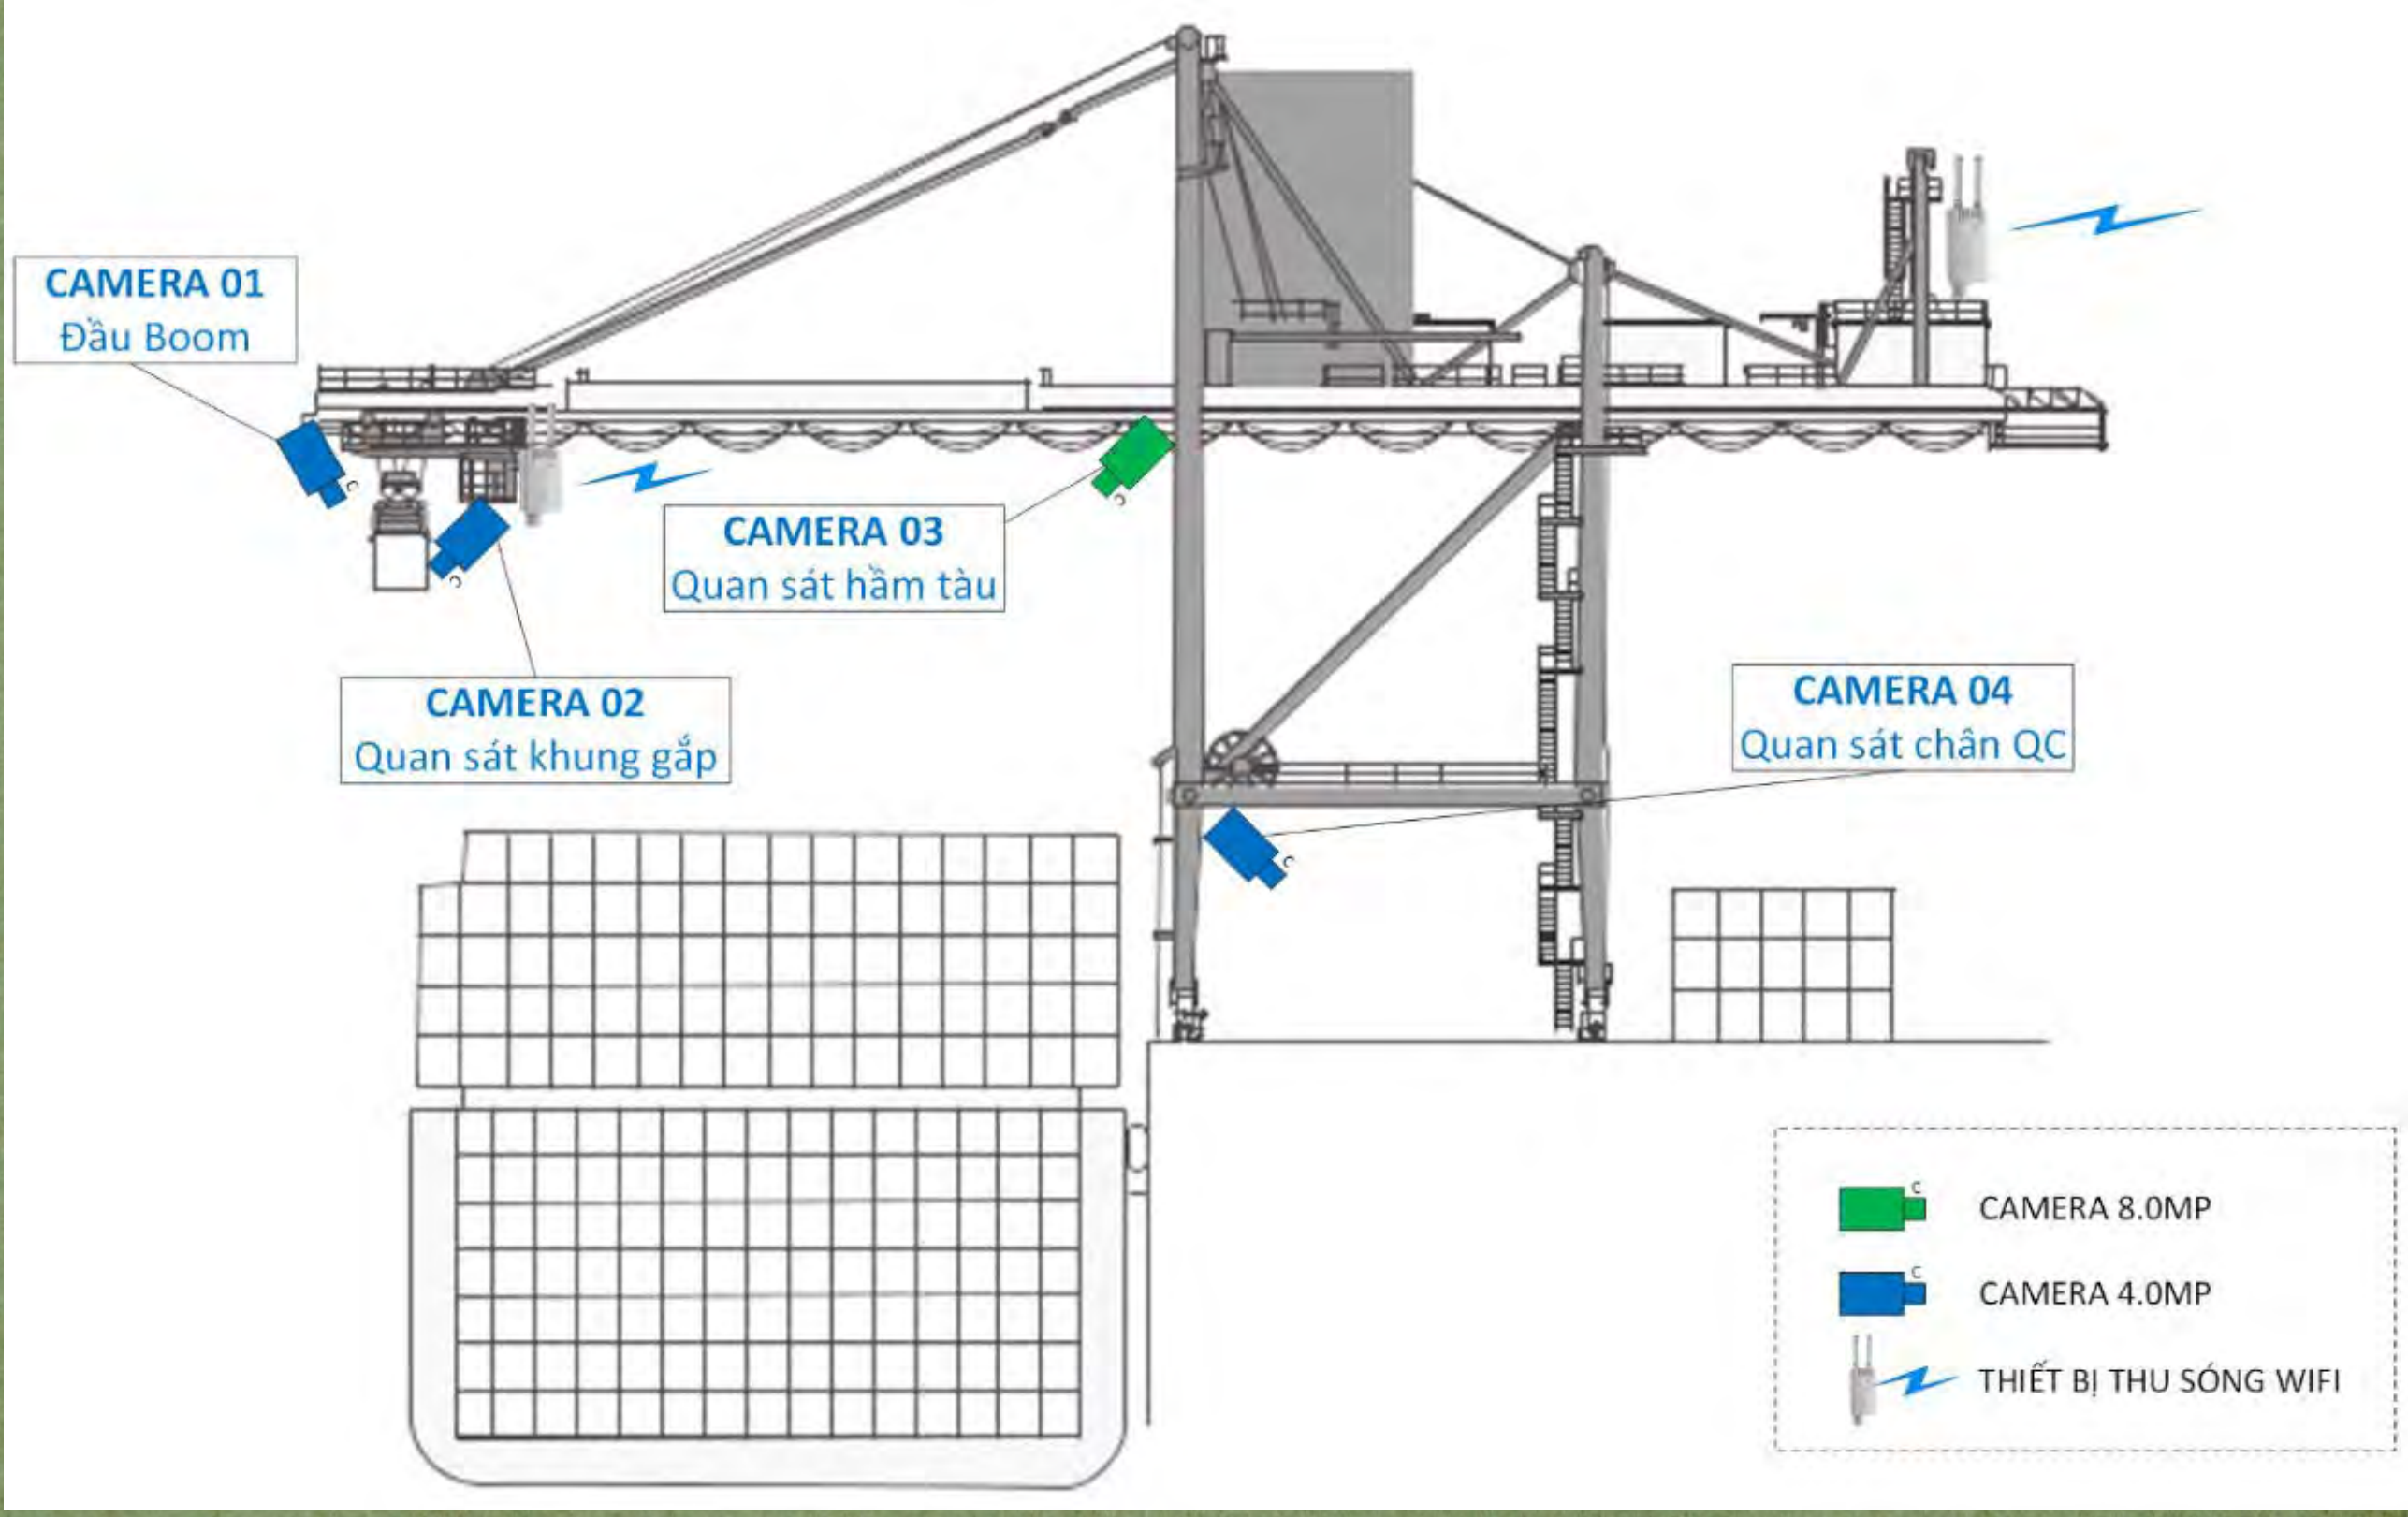 CAMERA 01
Đầu Boom
CAMERA 03
Quan sát hầm tàu
CAMERA 02
Quan sát khung gắp
CAMERA 04
Quan sát chân QC
CAMERA 8.0MP
CAMERA 4.0MP
THIẾT BỊ THU SÓNG WIFI